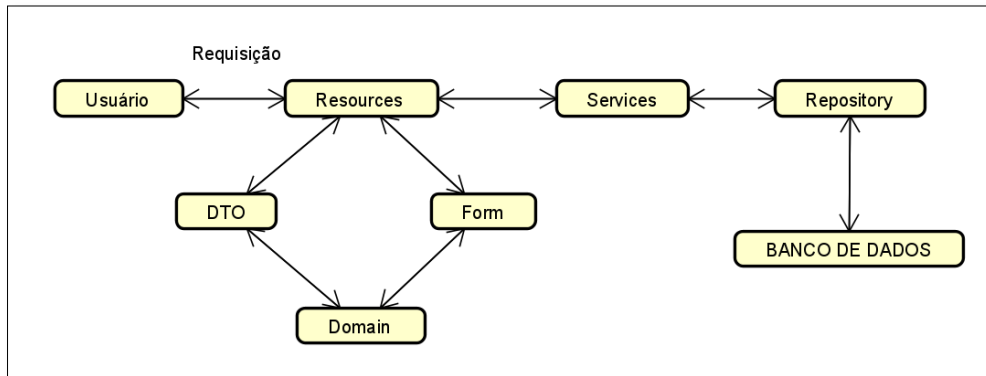 Requisição
Usuário
Resources
Services
Repository
DTO
Form
BANCO DE DADOS
Domain